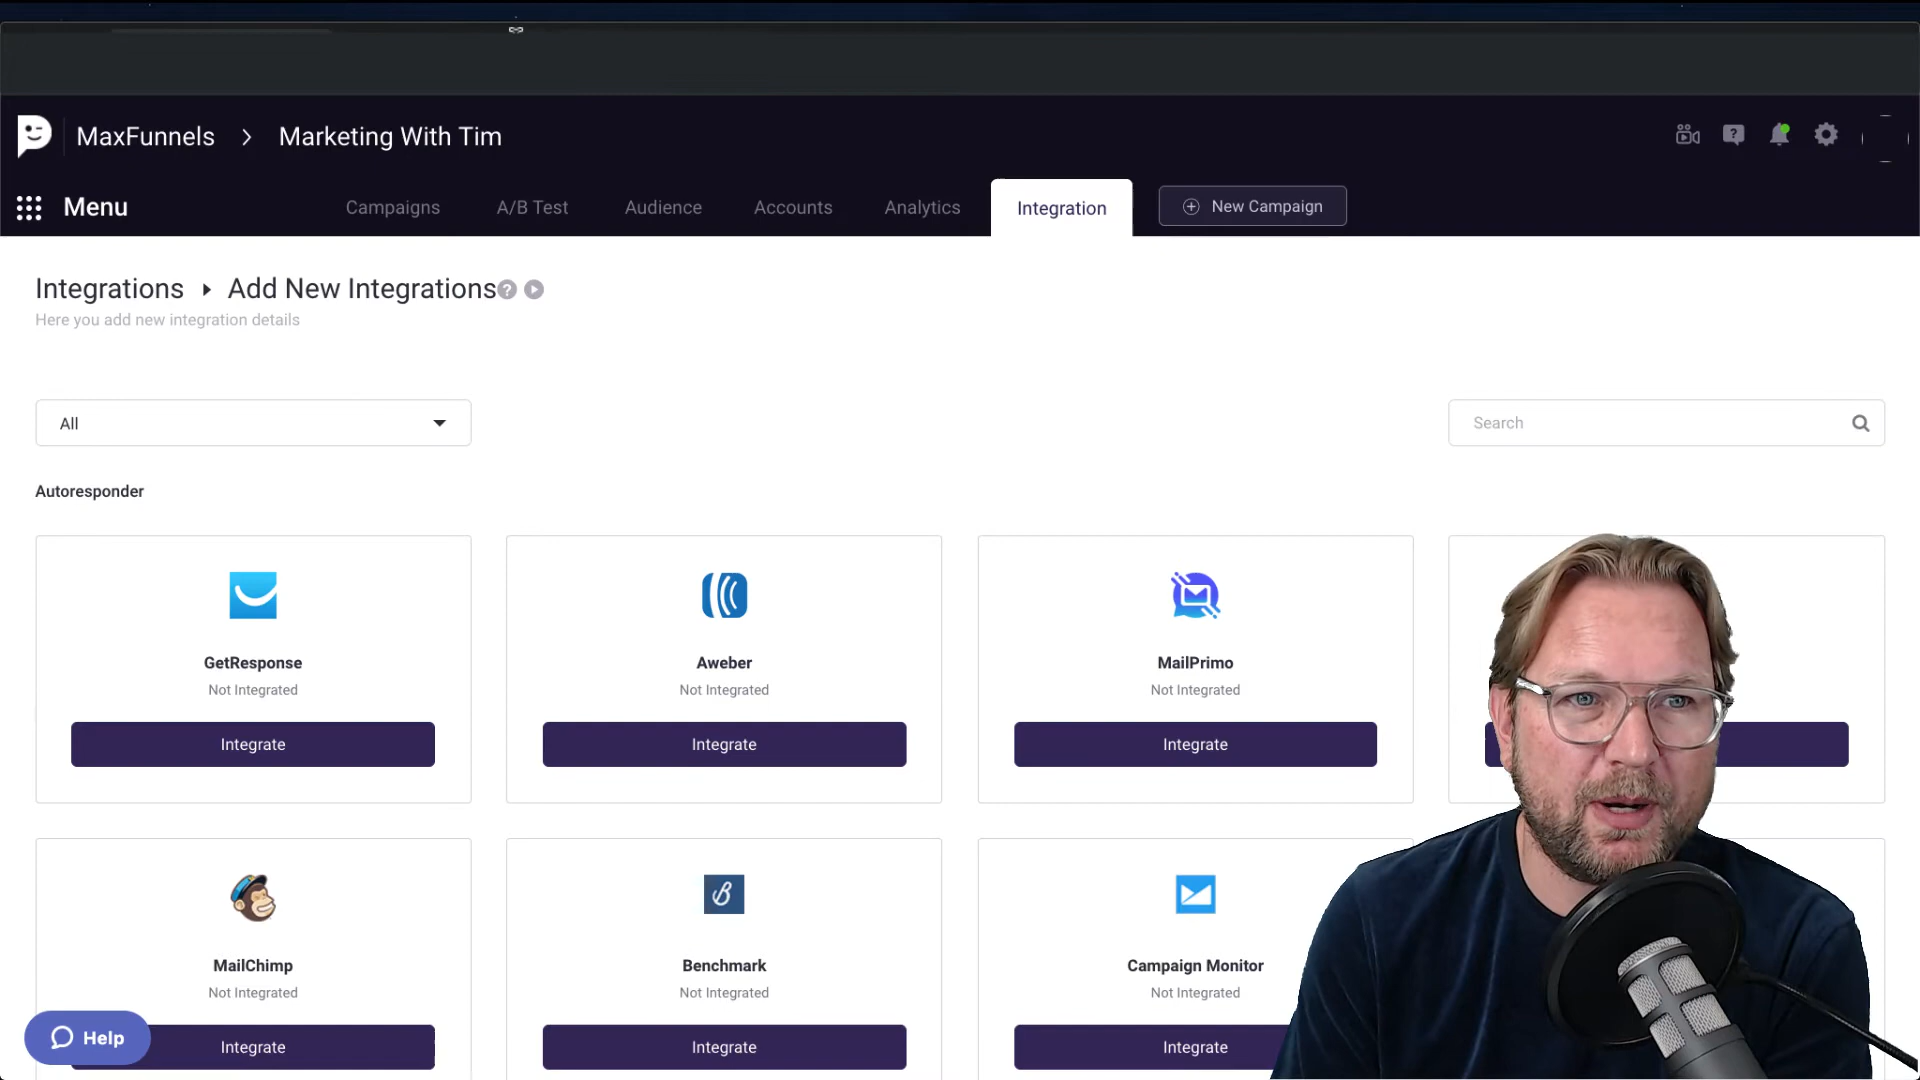 MaxFunnels > Marketing With Tim
Menu
Campaigns
A/B Test
Audience
Accounts
Analytics
Integration
New Campaign
Integrations ▸ Add New Integrations
Here you add new integration details
All
Search
Autoresponder
GetResponse
Not Integrated
Integrate
Aweber
Not Integrated
Integrate
MailPrimo
Not Integrated
Integrate
MailChimp
Not Integrated
Integrate
Benchmark
Not Integrated
Integrate
Campaign Monitor
Not Integrated
Integrate
Help